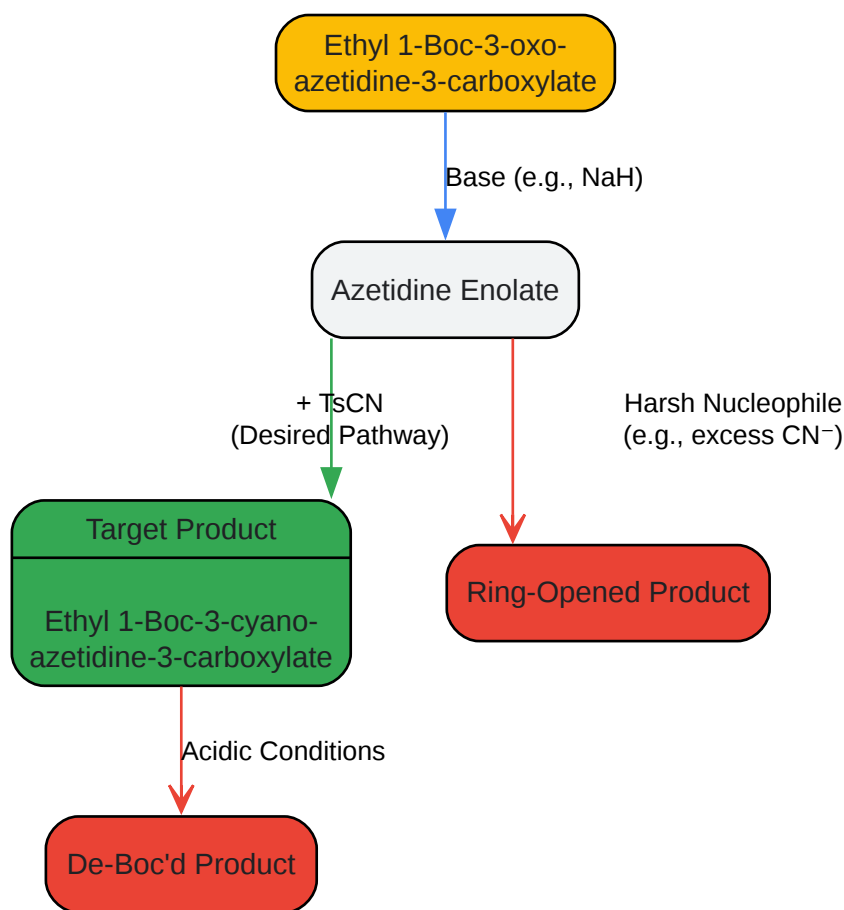 Ethyl 1-Boc-3-oxo-
azetidine-3-carboxylate
Base (e.g., NaH)
Azetidine Enolate
+ TsCN
(Desired Pathway)
Harsh Nucleophile
(e.g., excess CN⁻)
Target Product
Ethyl 1-Boc-3-cyano-
azetidine-3-carboxylate
Ring-Opened Product
Acidic Conditions
De-Boc'd Product